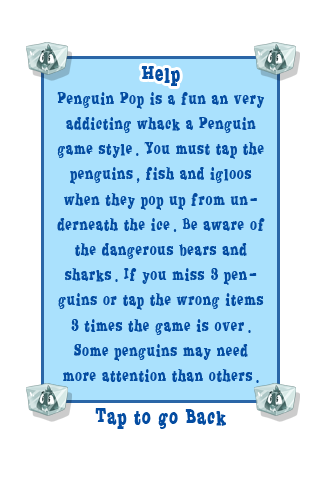 Help
Penguin Pop is a fun an very
addicting whack a Penguin
game style. You must tap the
penguins, fish and igloos
when they pop up from un-
derneath the ice. Be aware of
the dangerous bears and
sharks. If you miss 3 pen-
guins or tap the wrong items
3 times the game is over.
Some penguins may need
more attention than others.
Tap to go Back